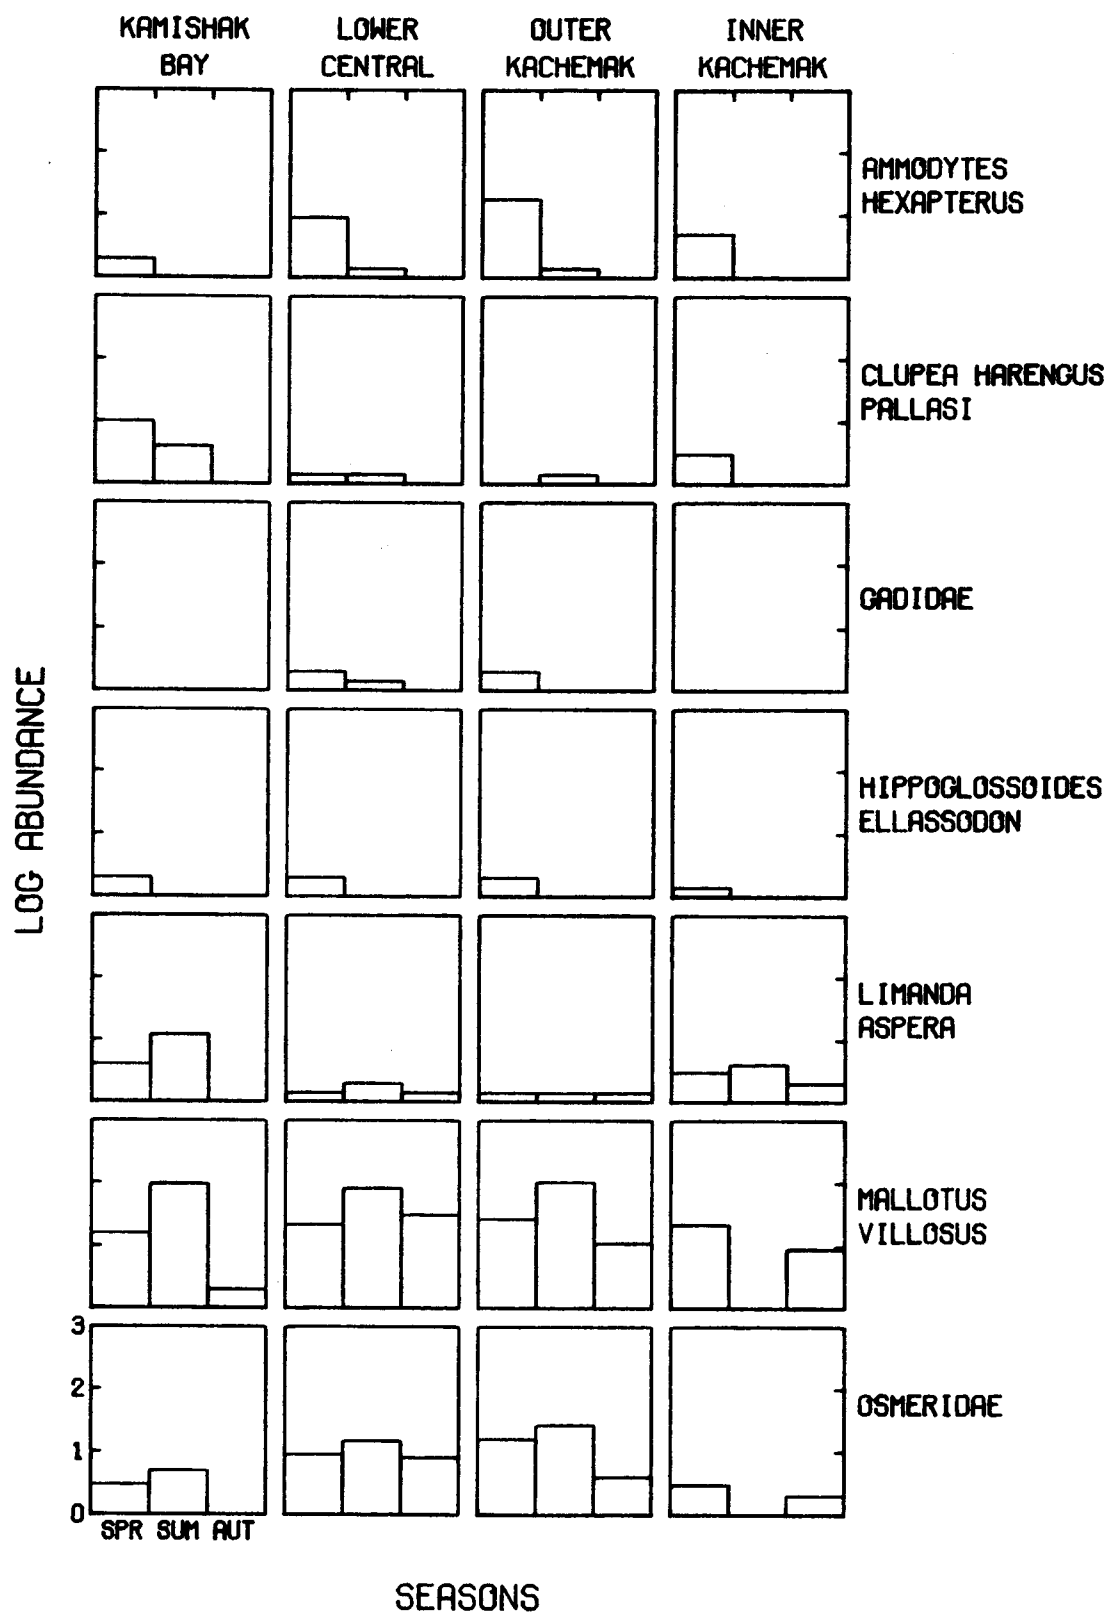 KAMISHAK BAY
LOWER CENTRAL
OUTER KACHEMAK
INNER KACHEMAK
AMMODYTES
HEXAPTERUS
CLUPEA HARENGUS
PALLASI
GADIDAE
HIPPOGLOSSOIDES
ELLASSODON
LIMANDA
ASPERA
MALLOTUS
VILLOSUS
OSMERIDAE
LOG ABUNDANCE
3
2
1
0
SPR SUM AUT
SEASONS